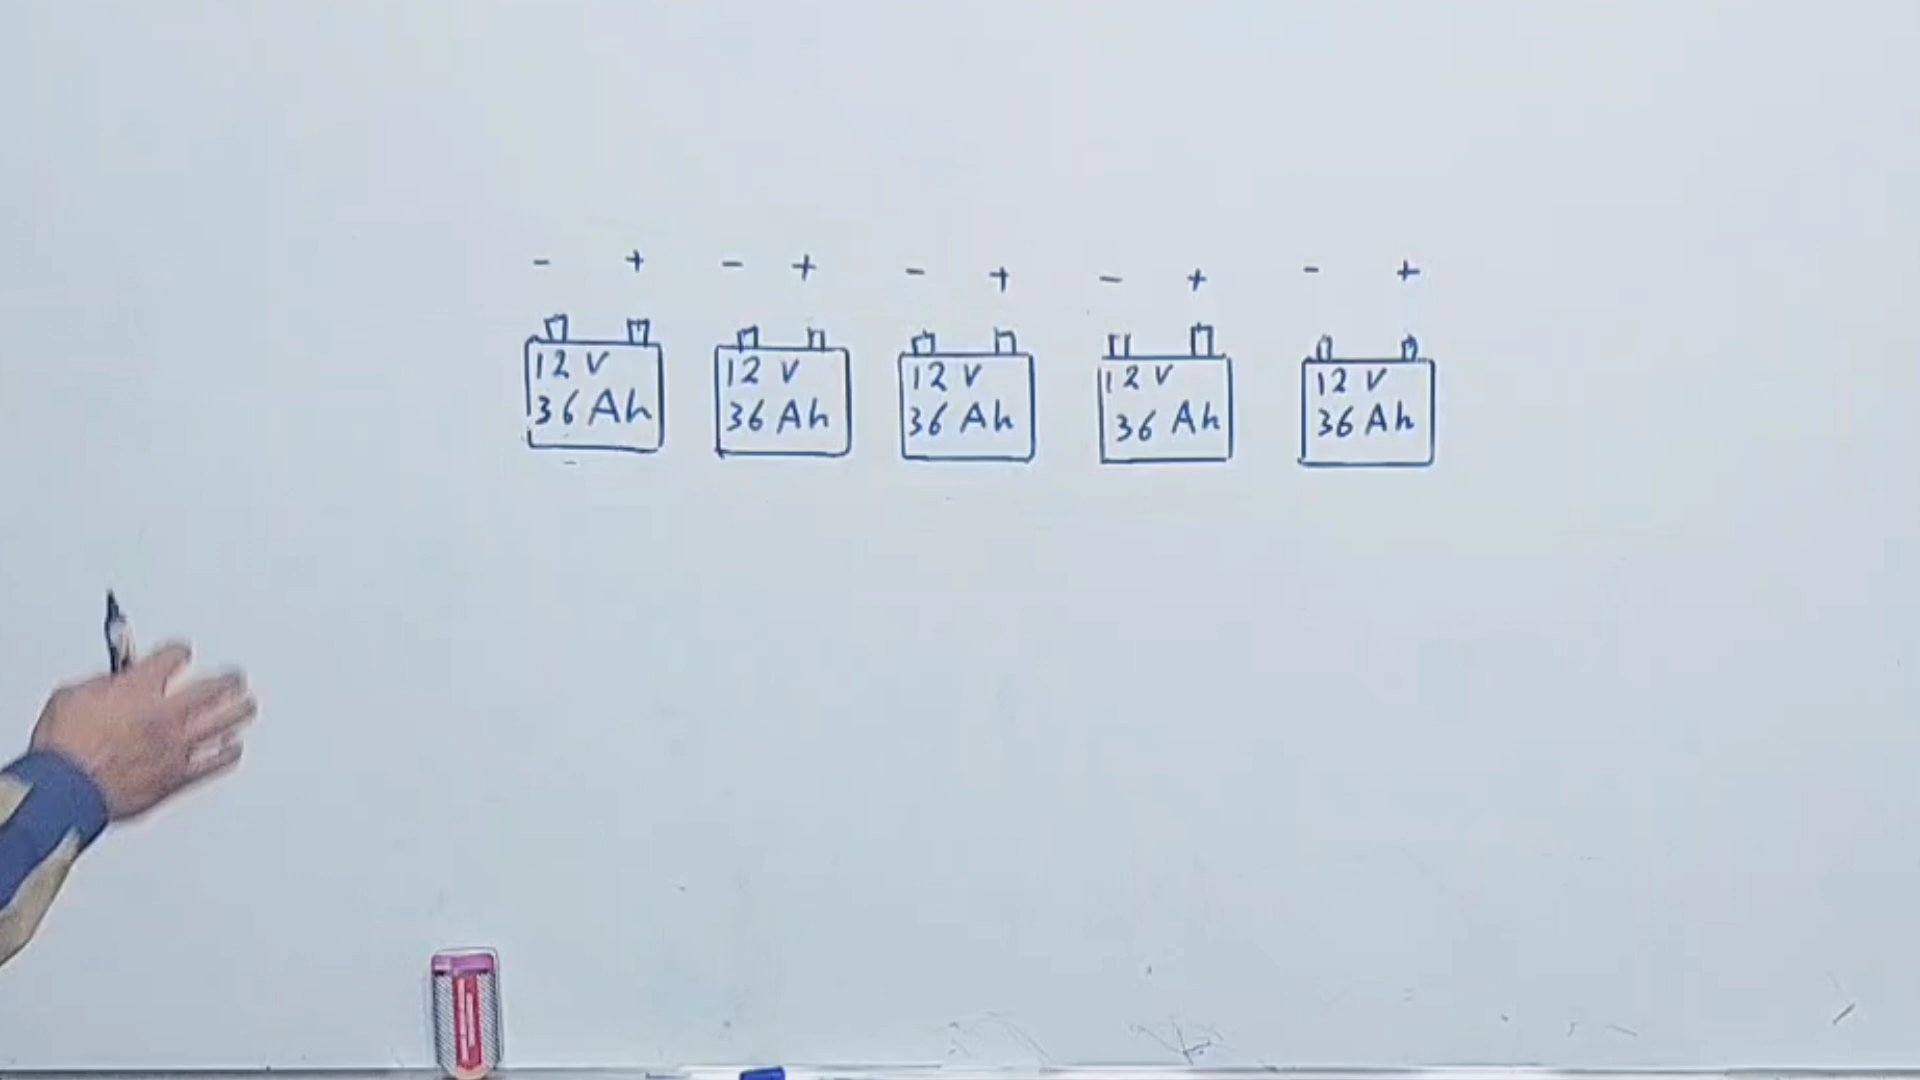 - + - + - + - + - +
12 V 12 V 12 V 12 V 12 V
36 Ah 36 Ah 36 Ah 36 Ah 36 Ah